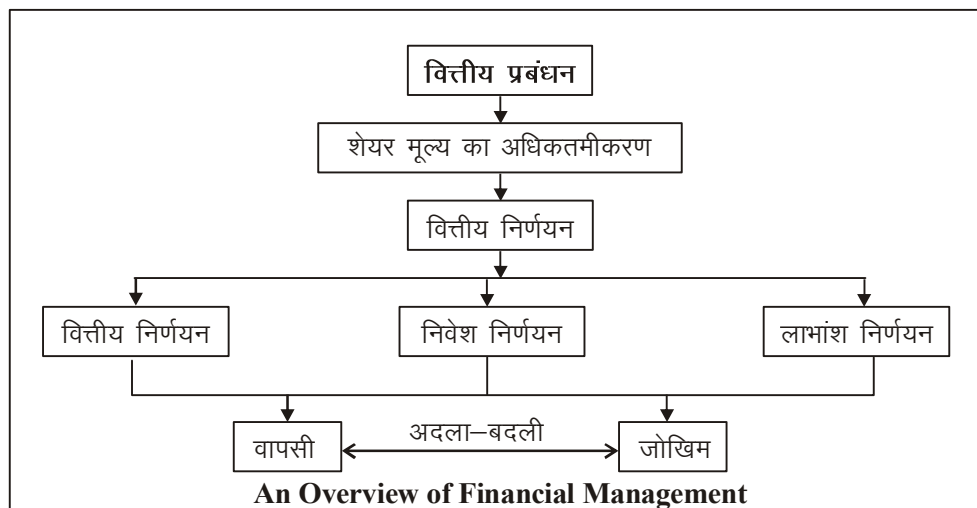 वित्तीय प्रबंधन
शेयर मूल्य का अधिकतमीकरण
वित्तीय निर्णयन
वित्तीय निर्णयन
निवेश निर्णयन
लाभांश निर्णयन
वापसी
अदला–बदली
जोखिम
An Overview of Financial Management